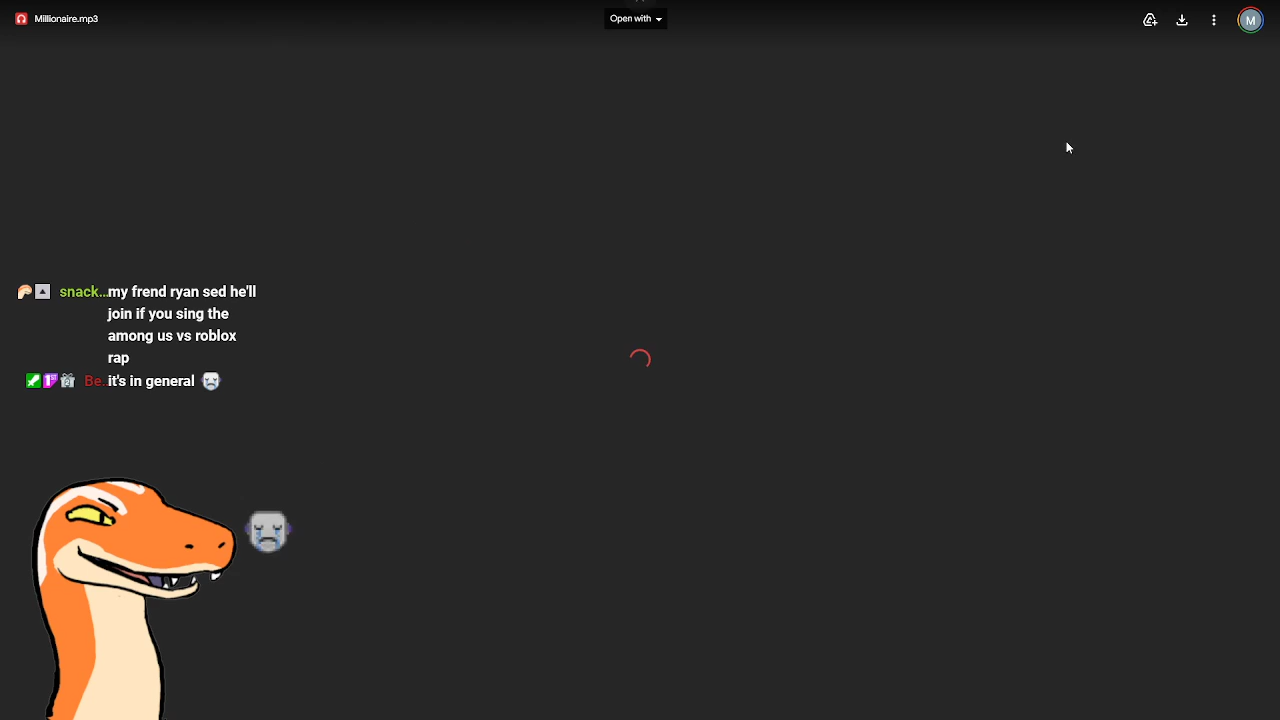 Millionaire.mp3
Open with
M
snack...my frend ryan sed he'll
join if you sing the
among us vs roblox
rap
Be.. it's in general